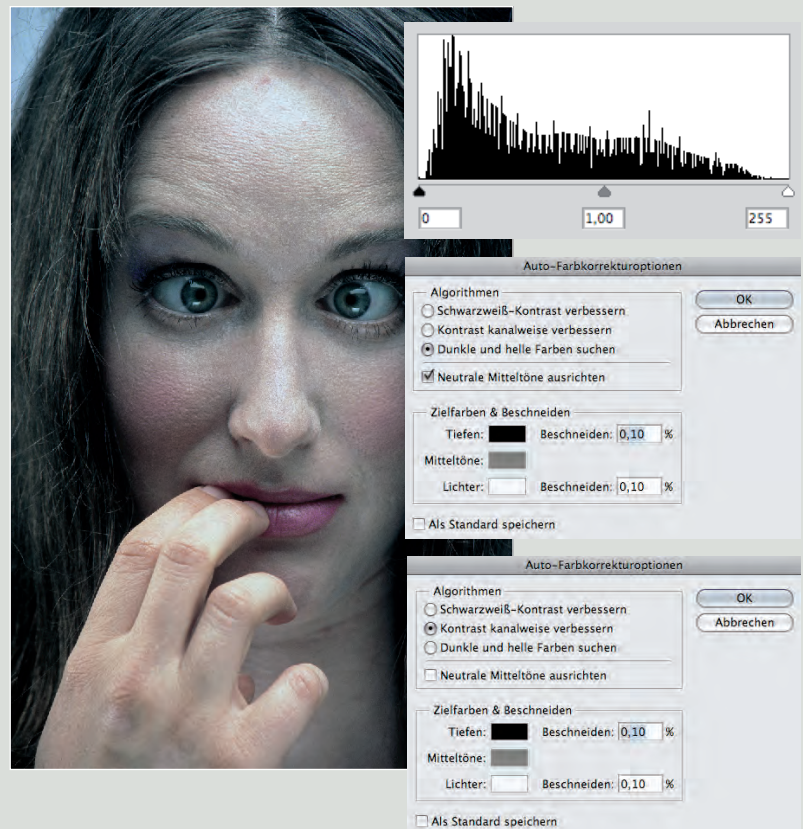 0 1,00 255
Auto-Farbkorrekturoptionen
Algorithmen
Schwarzweiß-Kontrast verbessern
Kontrast kanalweise verbessern
Dunkle und helle Farben suchen
Neutrale Mitteltöne ausrichten
OK
Abbrechen
Zielfarben & Beschneiden
Tiefen: Beschneiden: 0,10 %
Mitteltöne:
Lichter: Beschneiden: 0,10 %
Als Standard speichern
Auto-Farbkorrekturoptionen
Algorithmen
Schwarzweiß-Kontrast verbessern
Kontrast kanalweise verbessern
Dunkle und helle Farben suchen
Neutrale Mitteltöne ausrichten
OK
Abbrechen
Zielfarben & Beschneiden
Tiefen: Beschneiden: 0,10 %
Mitteltöne:
Lichter: Beschneiden: 0,10 %
Als Standard speichern